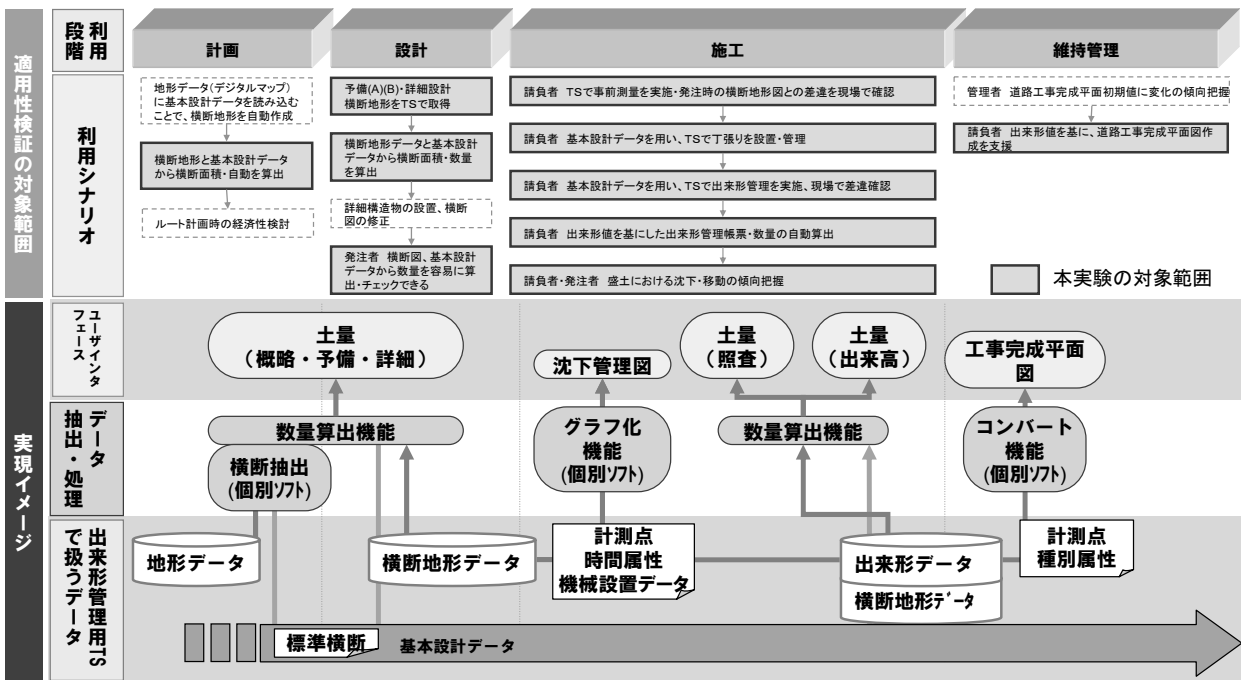 適用性検証の対象範囲
利用
段階
計画
設計
施工
維持管理
利用シナリオ
地形データ(デジタルマップ)
に基本設計データを読み込む
ことで、横断地形を自動作成
横断地形と基本設計データ
から横断面積・自動を算出
ルート計画時の経済性検討
予備(A)(B)・詳細設計
横断地形をTSで取得
横断地形データと基本設計
データから横断面積・数量
を算出
詳細構造物の設置、横断
図の修正
発注者 横断図、基本設計
データから数量を容易に算
出・チェックできる
請負者 TSで事前測量を実施・発注時の横断地形図との差違を現場で確認
請負者 基本設計データを用い、TSで丁張りを設置・管理
請負者 基本設計データを用い、TSで出来形管理を実施、現場で差違確認
請負者 出来形値を基にした出来形管理帳票・数量の自動算出
請負者・発注者 盛土における沈下・移動の傾向把握
管理者 道路工事完成平面初期値に変化の傾向把握
請負者 出来形値を基に、道路工事完成平面図作
成を支援
本実験の対象範囲
実現イメージ
ユーザインタ
フェース
土量
(概略・予備・詳細)
沈下管理図
土量
(照査)
土量
(出来高)
工事完成平面
図
データ
抽出・処理
数量算出機能
横断抽出
(個別ソフト)
グラフ化
機能
(個別ソフト)
数量算出機能
コンバート
機能
(個別ソフト)
出来形管理用TS
で扱うデータ
地形データ
横断地形データ
計測点
時間属性
機械設置データ
出来形データ
横断地形データ
計測点
種別属性
標準横断
基本設計データ